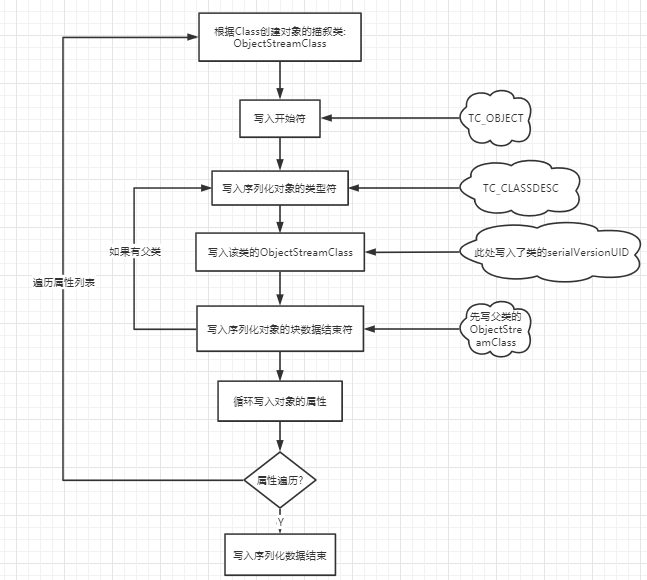 根据Class创建对象的描叙类:
ObjectStreamClass
写入开始符
TC_OBJECT
写入序列化对象的类型符
TC_CLASSDESC
如果有父类
写入该类的ObjectStreamClass
此处写入了类的serialVersionUID
遍历属性列表
写入序列化对象的块数据结束符
先写父类的
ObjectStre
amClass
循环写入对象的属性
属性遍历?
Y
写入序列化数据结束